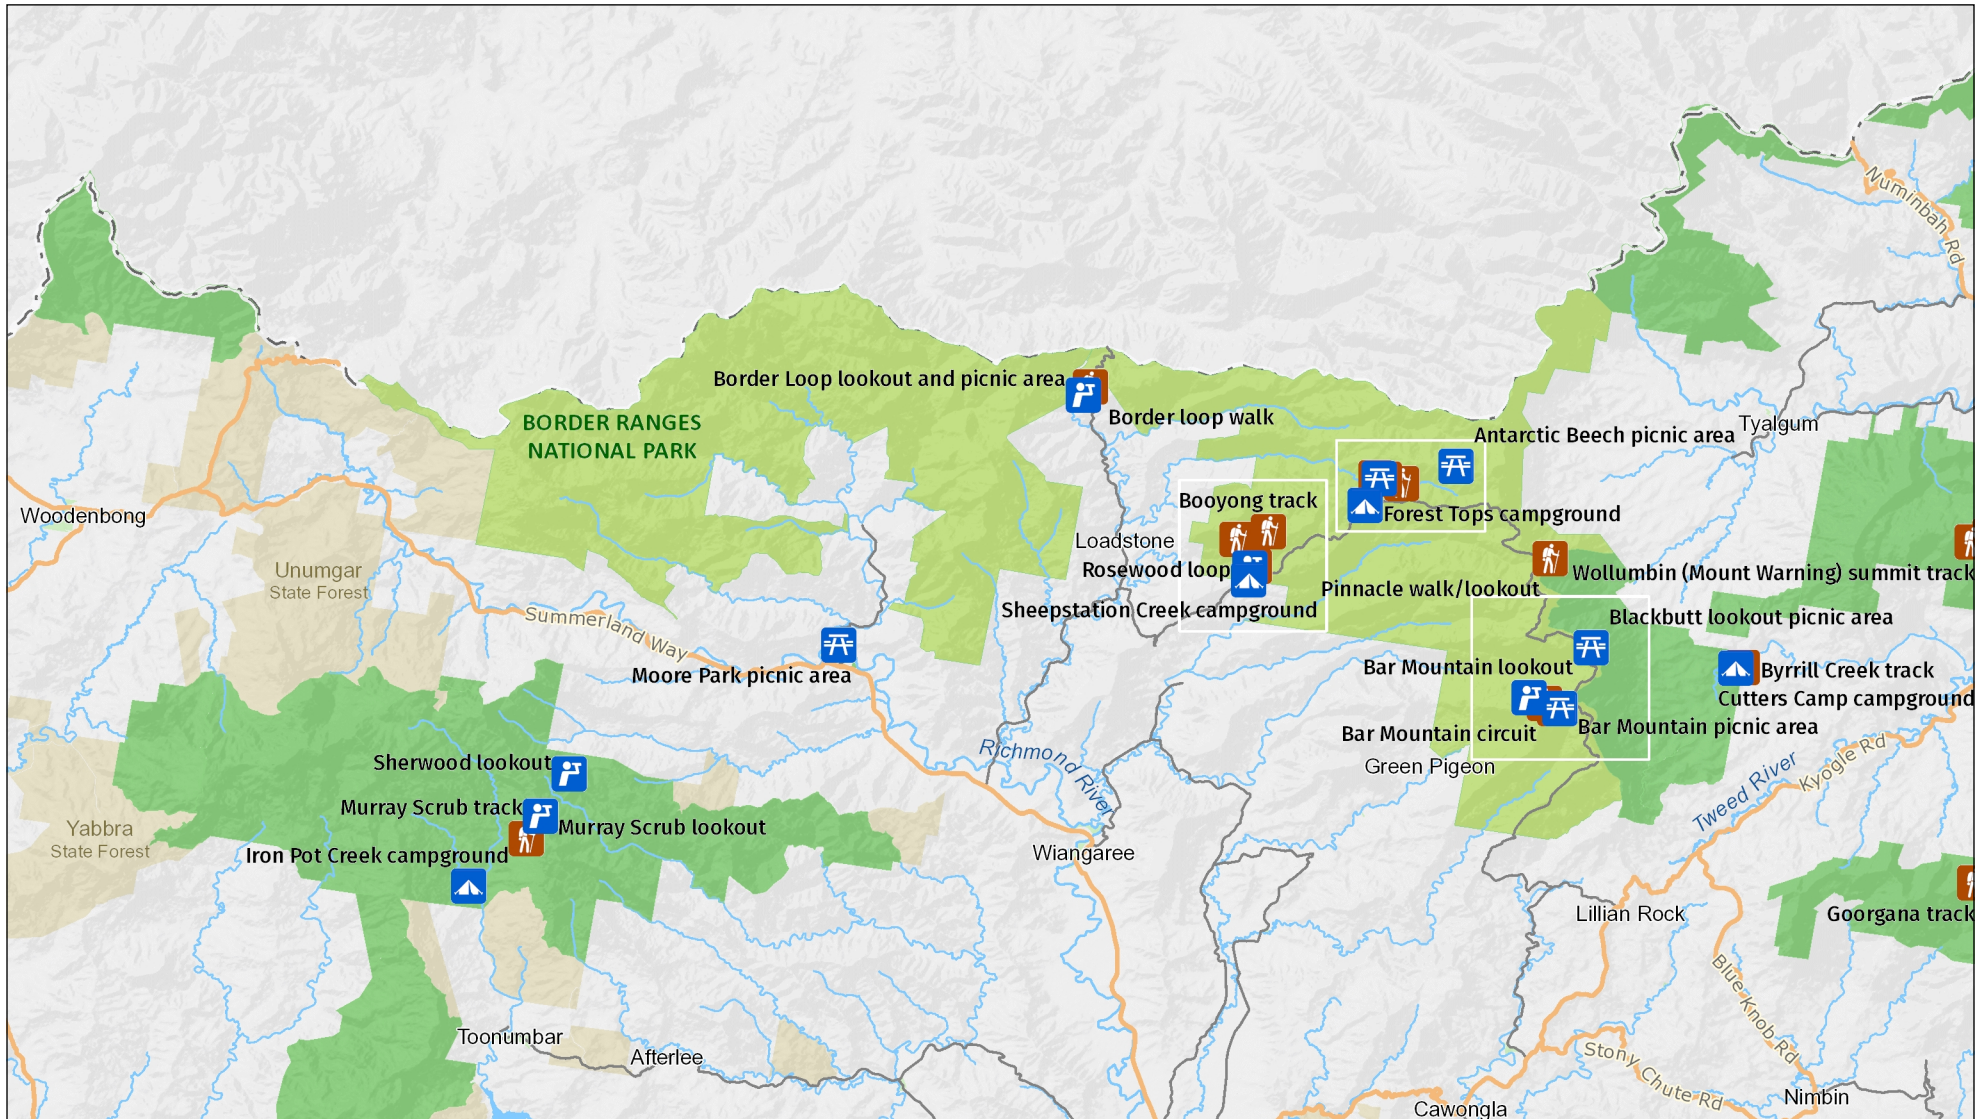 Numinbah Rd
Border Loop lookout and picnic area
BORDER RANGES
NATIONAL PARK
Border loop walk
Antarctic Beech picnic area
Tyalgum
Booyong track
Forest Tops campground
Woodenbong
Loadstone
Rosewood loop
Unumgar
State Forest
Wollumbin (Mount Warning) summit track
Pinnacle walk/lookout
Sheepstation Creek campground
Summerland Way
Blackbutt lookout picnic area
Moore Park picnic area
Bar Mountain lookout
Byrrill Creek track
Cutters Camp campground
Bar Mountain picnic area
Bar Mountain circuit
Green Pigeon
Richmond River
Sherwood lookout
Kyogle Rd
Tweed River
Murray Scrub track
Murray Scrub lookout
Yabbra
State Forest
Iron Pot Creek campground
Wiangaree
Lillian Rock
Goorgana track
Blue Knob Rd
Toonumbar
Afterlee
Stony Chute Rd
Nimbin
Cawongla